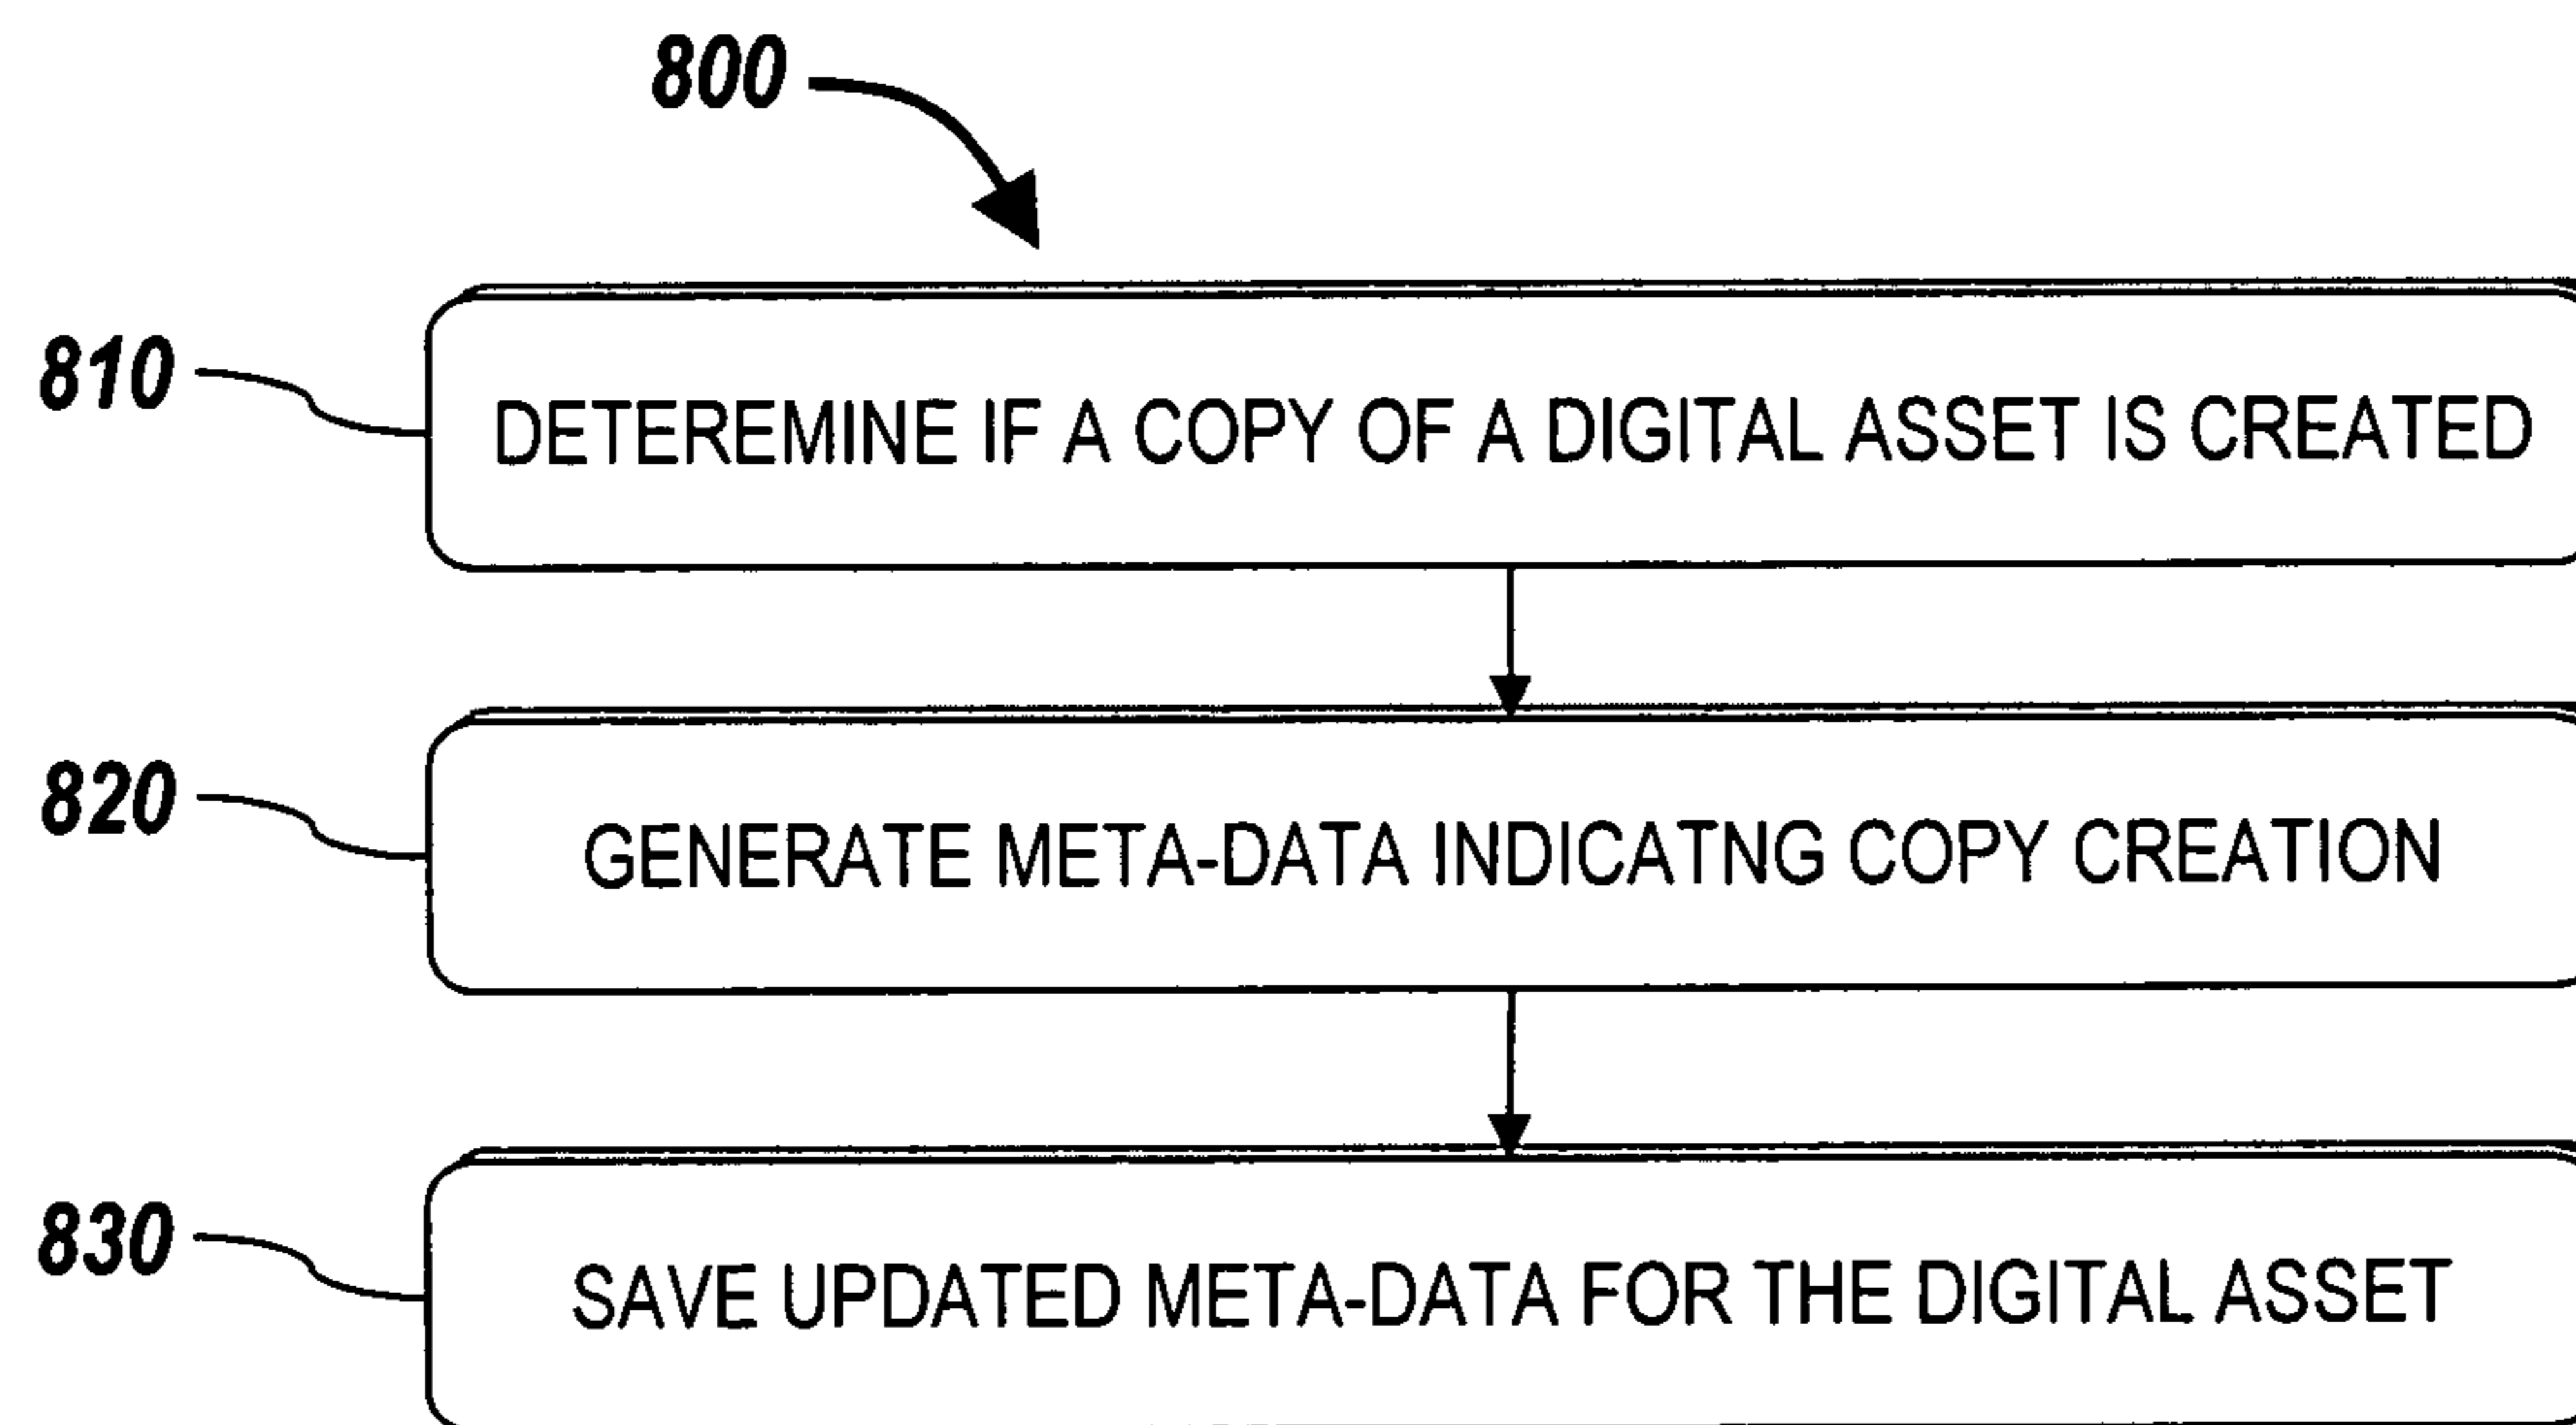 800
810
DETEREMINE IF A COPY OF A DIGITAL ASSET IS CREATED
820
GENERATE META-DATA INDICATNG COPY CREATION
830
SAVE UPDATED META-DATA FOR THE DIGITAL ASSET